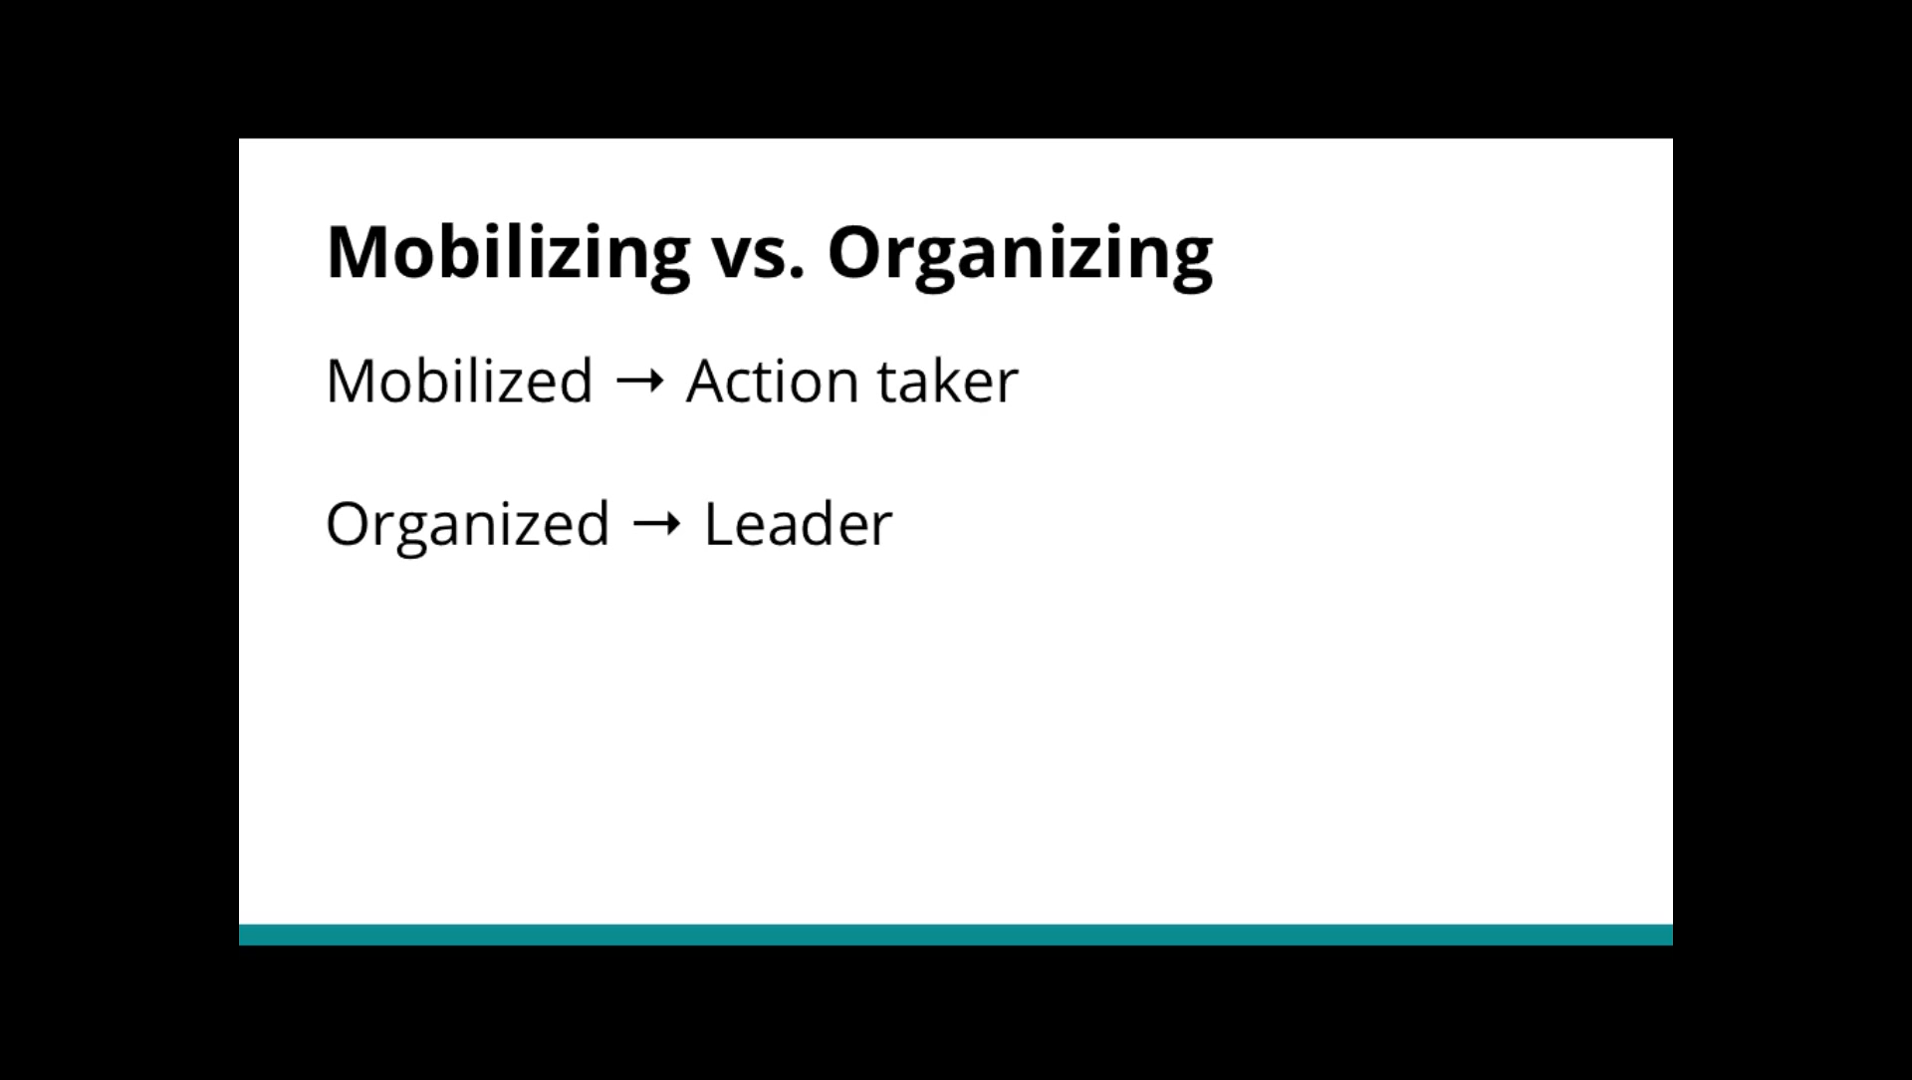 Mobilizing vs. Organizing
Mobilized → Action taker
Organized → Leader